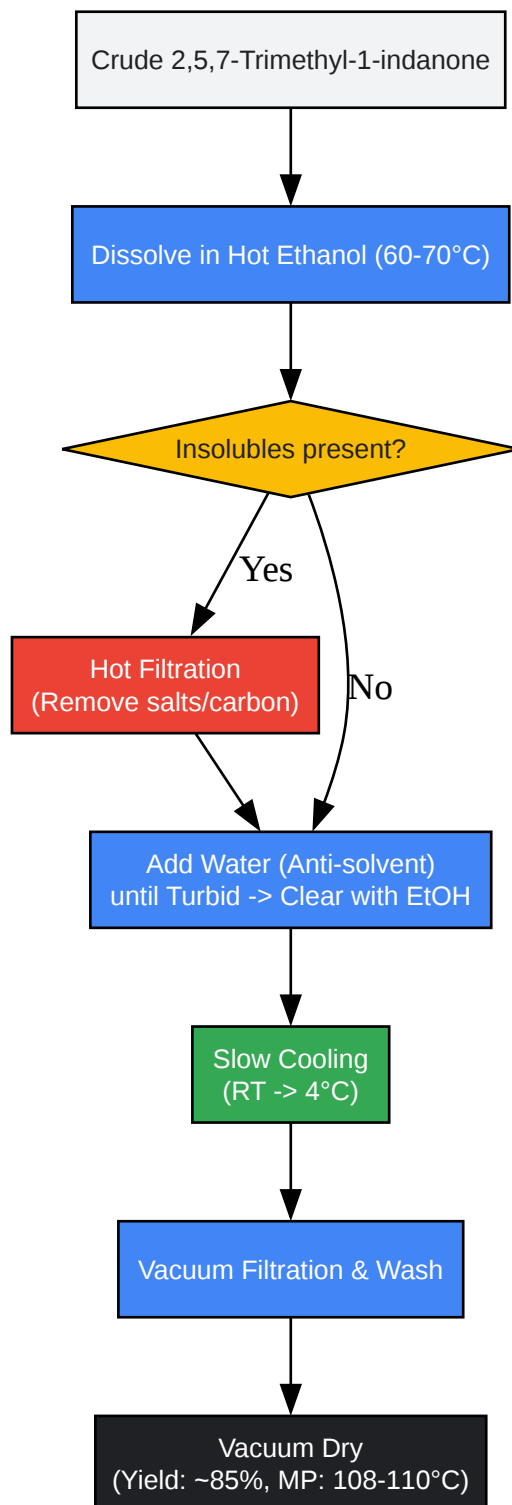 Crude 2,5,7-Trimethyl-1-indanone
Dissolve in Hot Ethanol (60-70°C)
Insolubles present?
Yes
Hot Filtration
(Remove salts/carbon)
No
Add Water (Anti-solvent)
until Turbid -> Clear with EtOH
Slow Cooling
(RT -> 4°C)
Vacuum Filtration & Wash
Vacuum Dry
(Yield: ~85%, MP: 108-110°C)